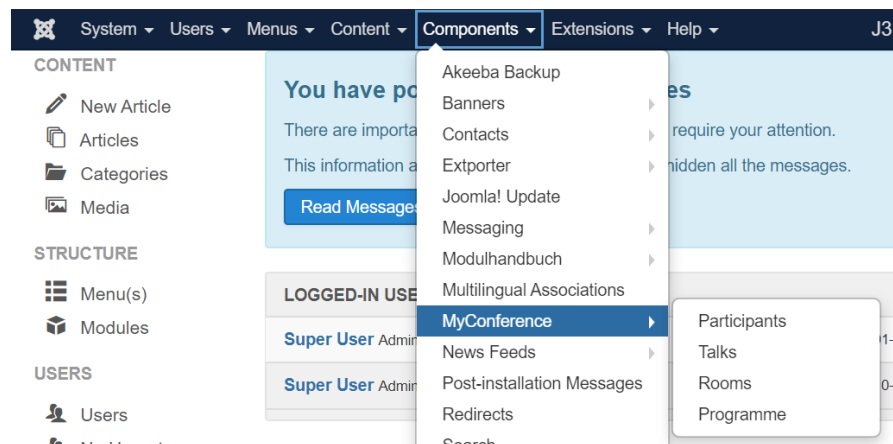 System Users Menus Content Components Extensions Help J3
CONTENT
New Article
Articles
Categories
Media
STRUCTURE
Menu(s)
Modules
USERS
Users
You have po es
There are importa require your attention.
This information a hidden all the messages.
Read Messages
LOGGED-IN USE
Super User Admin
Super User Admin
Akeeba Backup
Banners
Contacts
Extporter
Joomla! Update
Messaging
Modulhandbuch
Multilingual Associations
MyConference
News Feeds
Post-installation Messages
Redirects
Search
Participants
Talks
Rooms
Programme